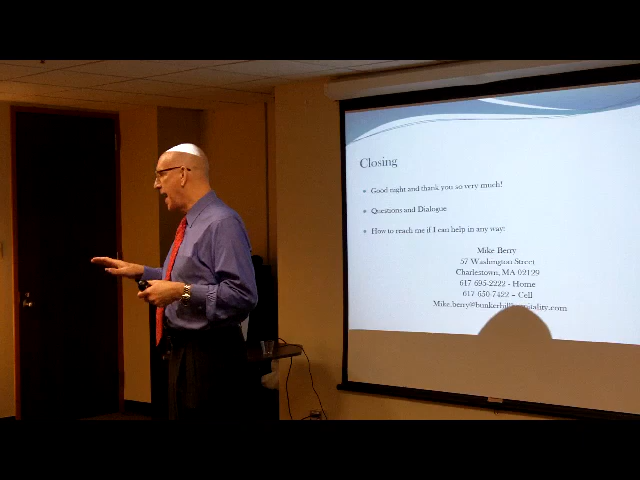 Closing
Good night and thank you so very much!
Questions and Dialogue
How to reach me if I can help in any way:
Mike Berry
57 Washington Street
Charlestown, MA 02129
617 695-2222 - Home
617 650-7422 – Cell